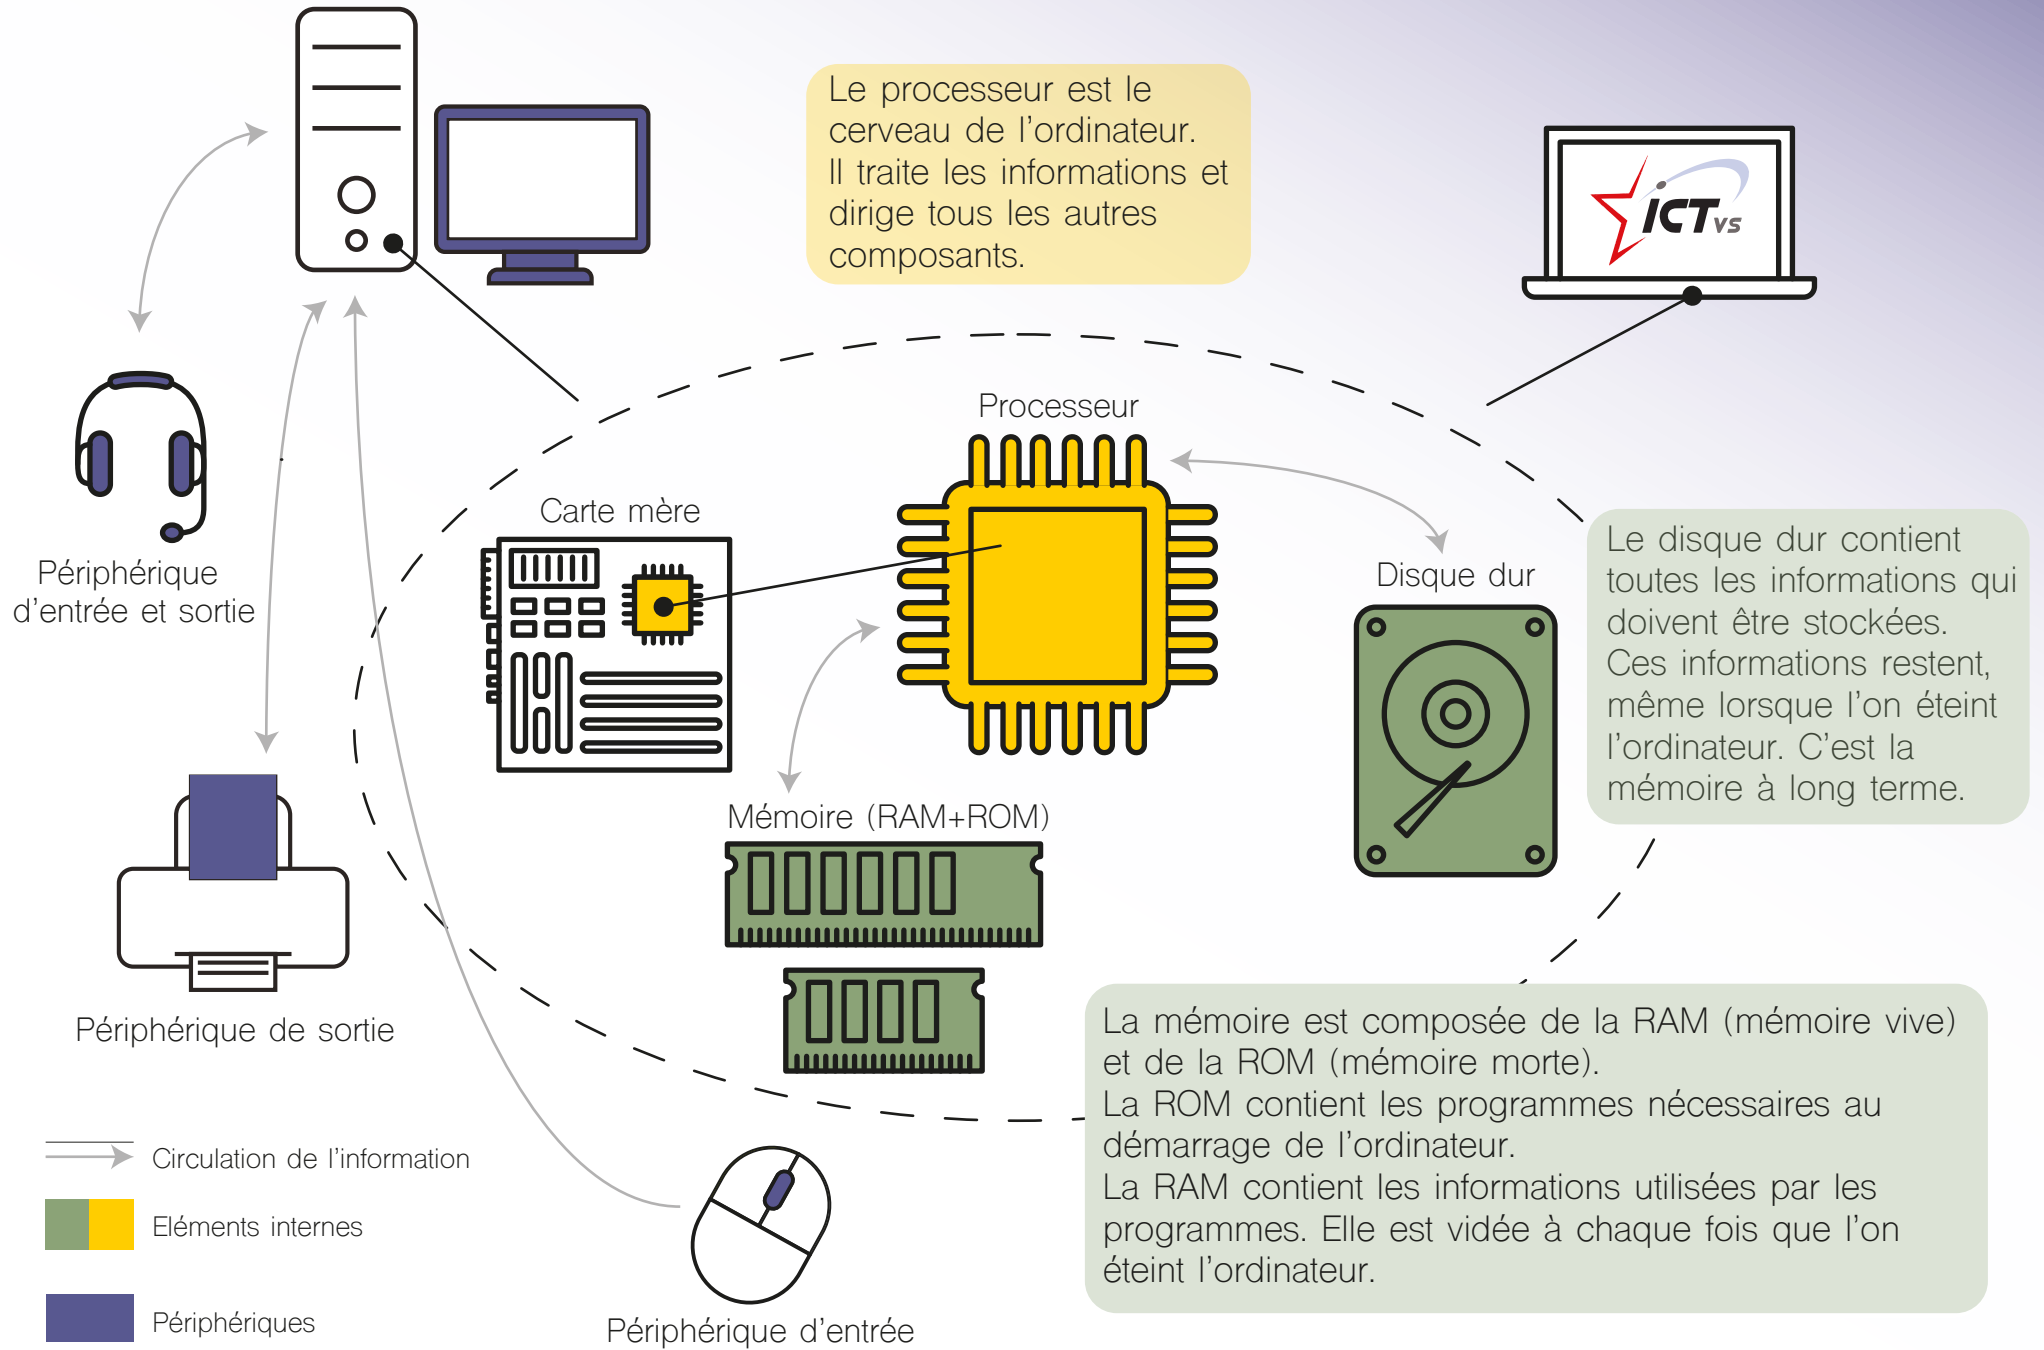 Le processeur est le
cerveau de l'ordinateur.
Il traite les informations et
dirige tous les autres
composants.
ICTVS
Processeur
Carte mère
Périphérique
d'entrée et sortie
Disque dur
Le disque dur contient
toutes les informations qui
doivent être stockées.
Ces informations restent,
même lorsque l'on éteint
l'ordinateur. C'est la
mémoire à long terme.
Mémoire (RAM+ROM)
Périphérique de sortie
La mémoire est composée de la RAM (mémoire vive)
et de la ROM (mémoire morte).
La ROM contient les programmes nécessaires au
démarrage de l'ordinateur.
La RAM contient les informations utilisées par les
programmes. Elle est vidée à chaque fois que l'on
éteint l'ordinateur.
Circulation de l'information
Eléments internes
Périphériques
Périphérique d'entrée